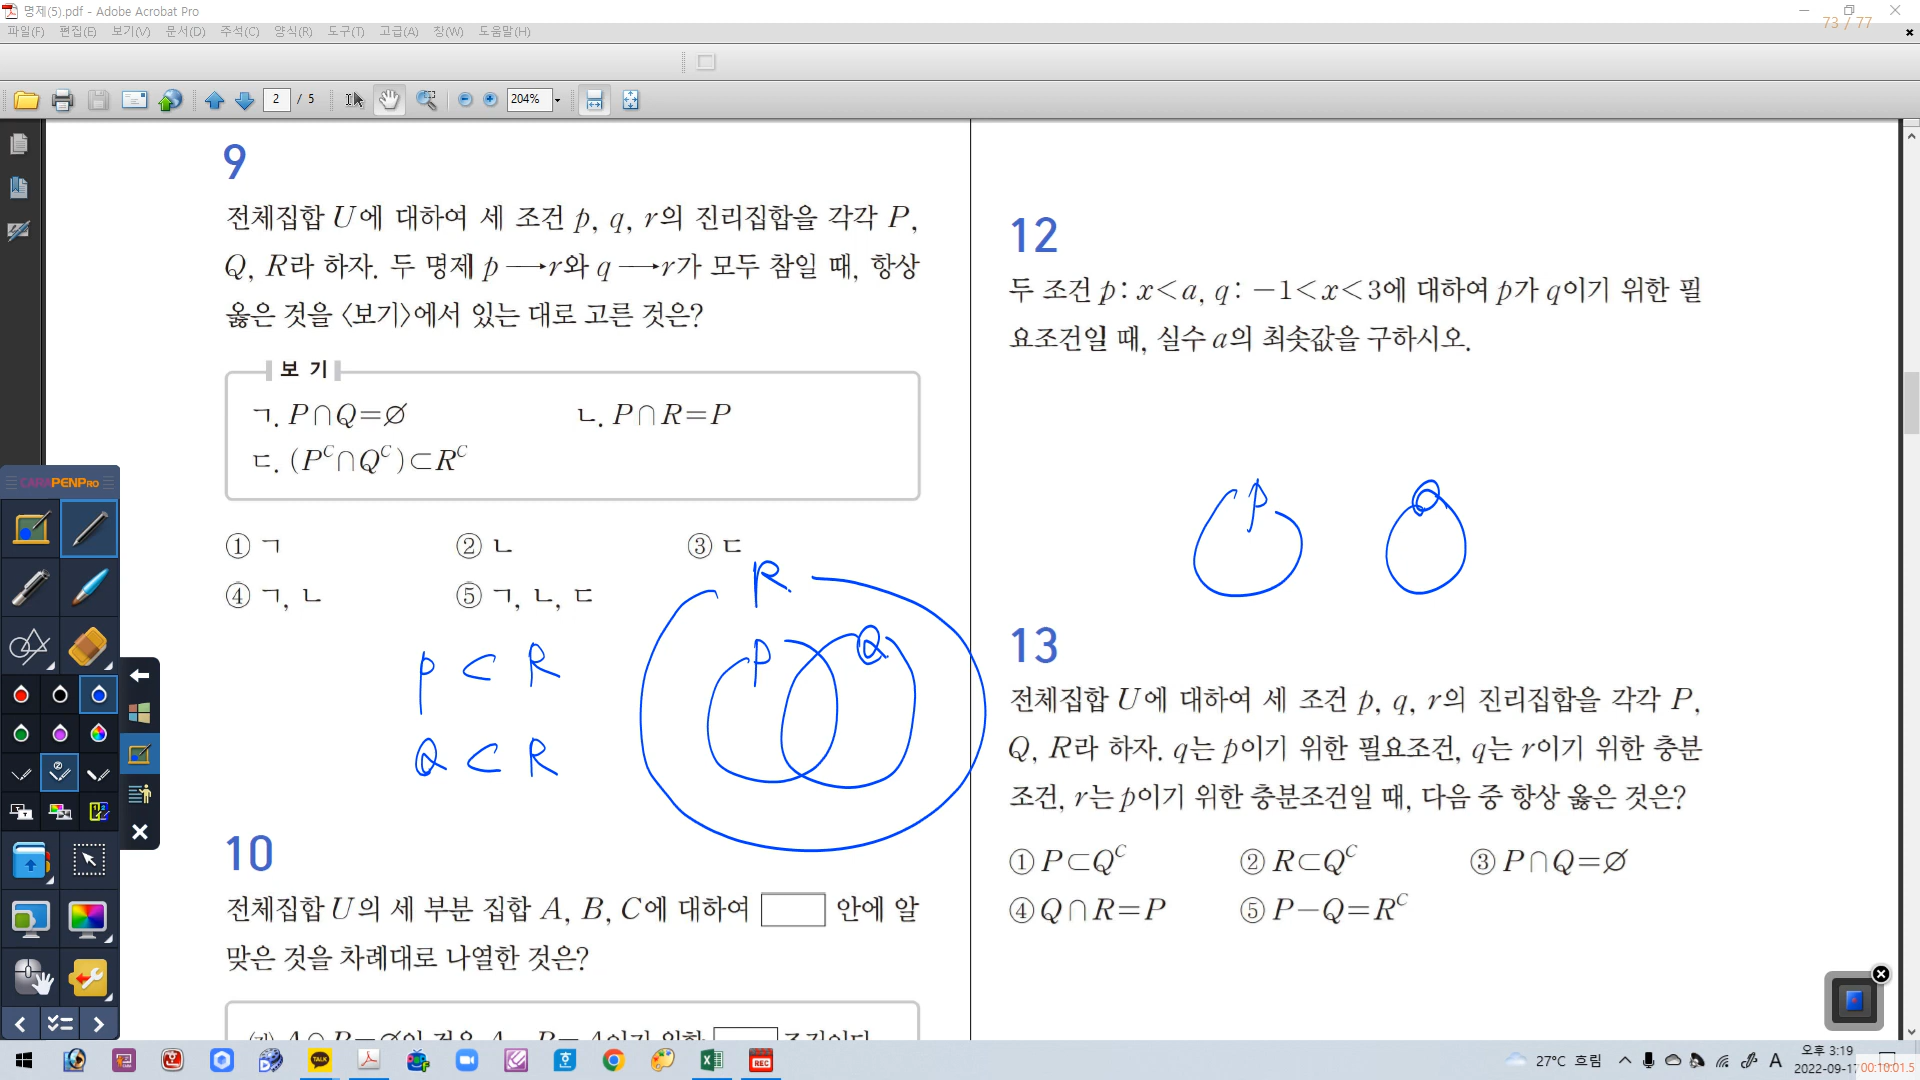 명제(5).pdf - Adobe Acrobat Pro
73 / 77
파일(F) 편집(E) 보기(V) 문서(D) 주석(C) 양식(R) 도구(T) 고급(A) 창(W) 도움말(H)
2 / 5 204%
9
전체집합 U에 대하여 세 조건 p, q, r의 진리집합을 각각 P,
Q, R라 하자. 두 명제 p ⟶ r와 q ⟶ r가 모두 참일 때, 항상
옳은 것을 〈보기〉에서 있는 대로 고른 것은?
보 기
ㄱ. P∩Q=∅ ㄴ. P∩R=P
ㄷ. (P^C∩Q^C)⊂R^C
① ㄱ ② ㄴ ③ ㄷ
④ ㄱ, ㄴ ⑤ ㄱ, ㄴ, ㄷ
R
P Q
P ⊂ R
Q ⊂ R
10
전체집합 U의 세 부분 집합 A, B, C에 대하여 안에 알
맞은 것을 차례대로 나열한 것은?
12
두 조건 p : x<a, q : -1<x<3에 대하여 p가 q이기 위한 필
요조건일 때, 실수 a의 최솟값을 구하시오.
P Q
13
전체집합 U에 대하여 세 조건 p, q, r의 진리집합을 각각 P,
Q, R라 하자. q는 p이기 위한 필요조건, q는 r이기 위한 충분
조건, r는 p이기 위한 충분조건일 때, 다음 중 항상 옳은 것은?
① P⊂Q^C ② R⊂Q^C ③ P∩Q=∅
④ Q∩R=P ⑤ P-Q=R^C
CARAPENPRO
TALK
REC
27°C 흐림
A
오후 3:19
2022-09-17
00:10:01.5